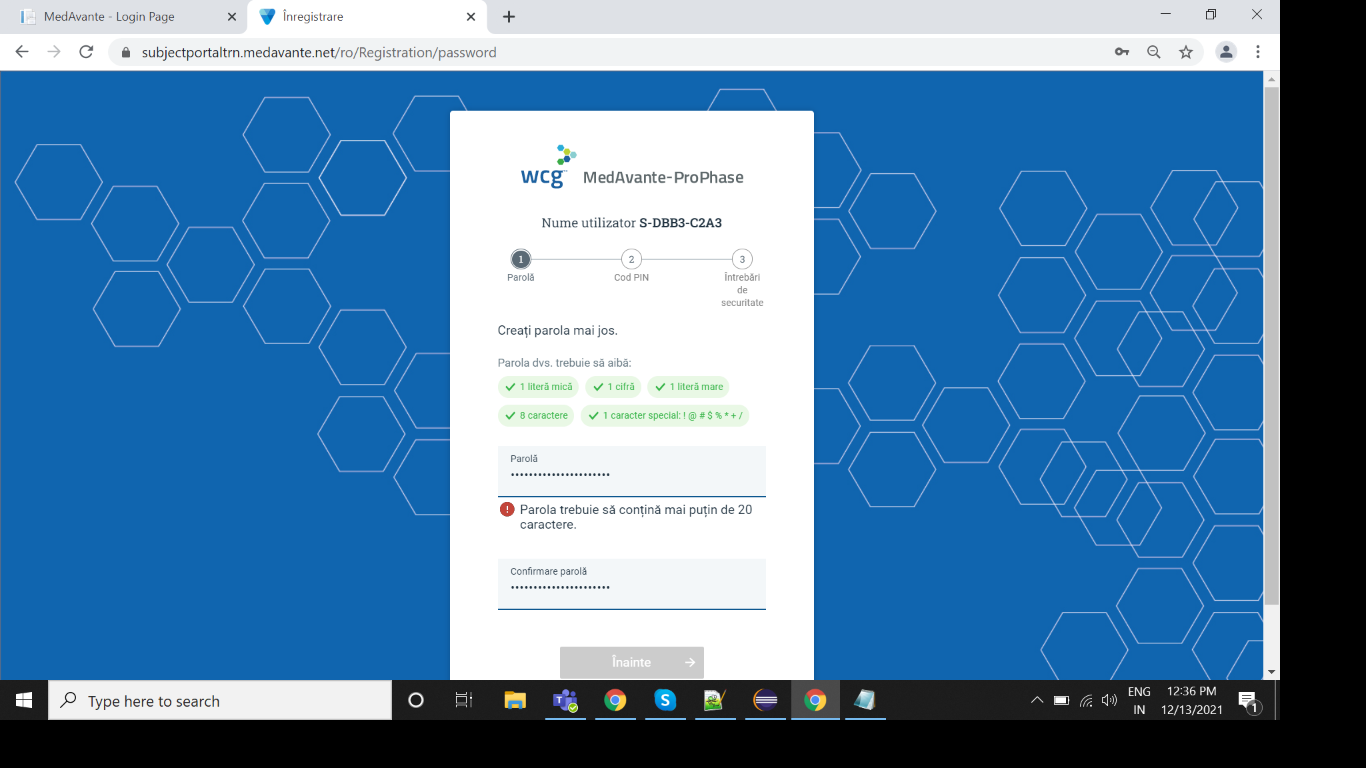 MedAvante - Login Page
Înregistrare
subjectportaltrn.medavante.net/ro/Registration/password
wcg MedAvante-ProPhase
Nume utilizator S-DBB3-C2A3
1
2
3
Parolă
Cod PIN
Întrebări
de
securitate
Creați parola mai jos.
Parola dvs. trebuie să aibă:
1 literă mică
1 cifră
1 literă mare
8 caractere
1 caracter special: ! @ # $ % * + /
Parolă
••••••••••••••••••••••
Parola trebuie să conțină mai puțin de 20
caractere.
Confirmare parolă
••••••••••••••••••••••
Înainte
Type here to search
ENG
IN
12:36 PM
12/13/2021
1